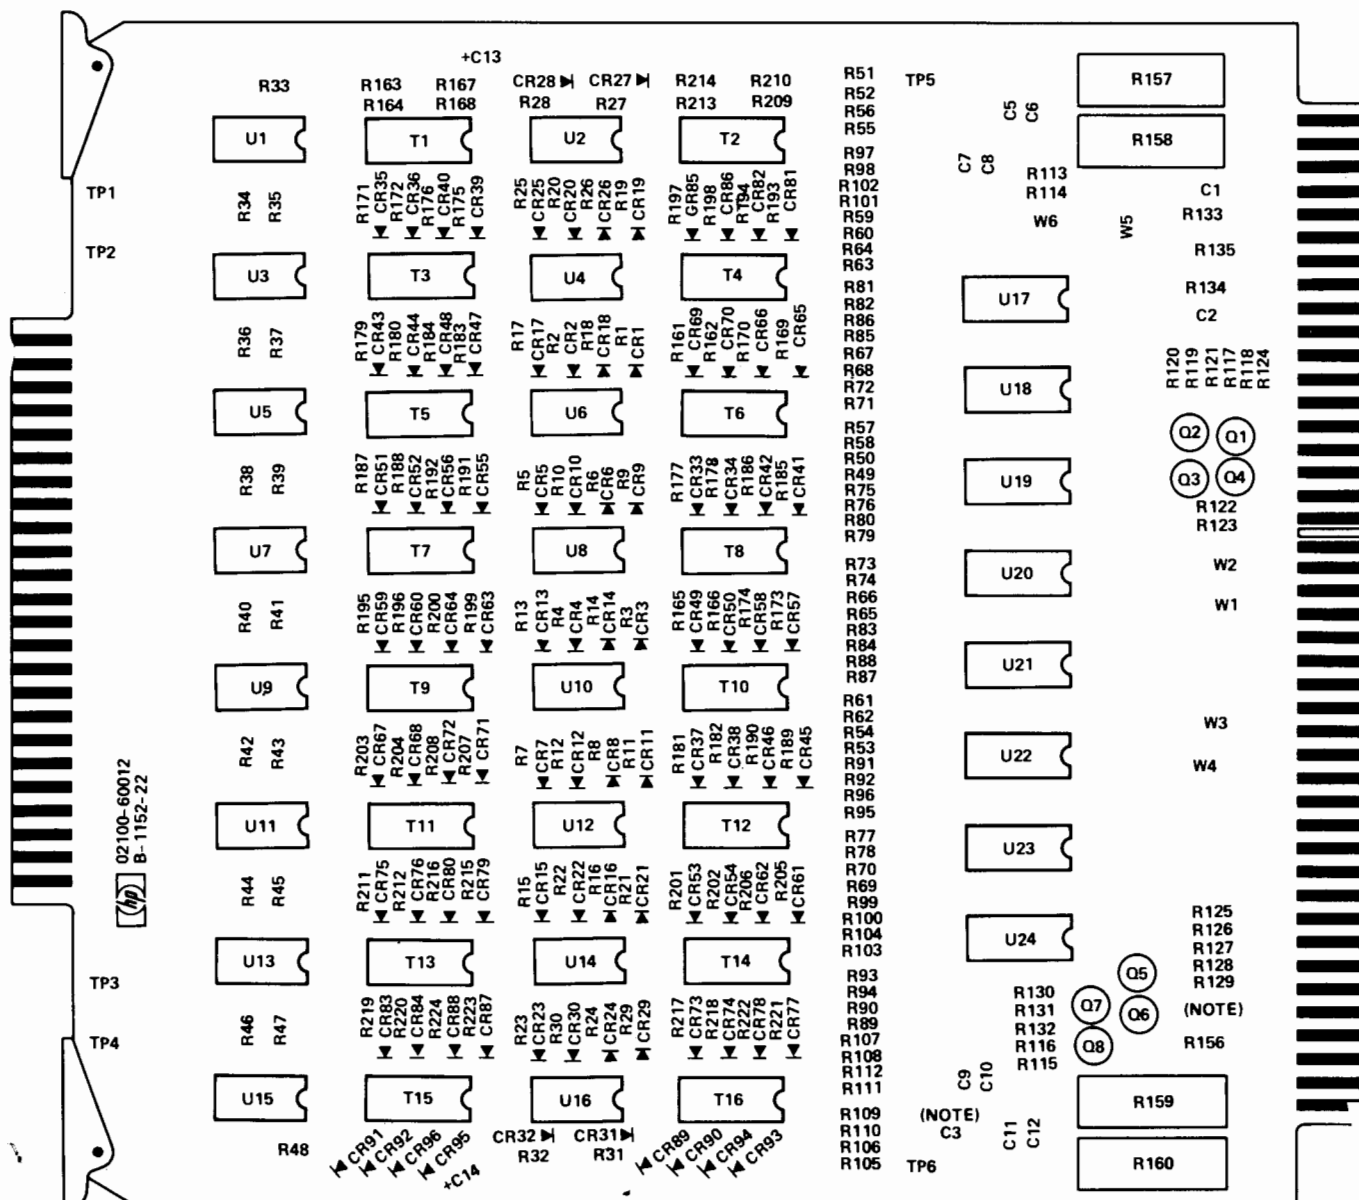 +C13
R33 R163 R167 CR28 CR27 R214 R210
R164 R168 R28 R27 R213 R209
U1 T1 U2 T2
R34 R35 R171 CR35 R172 CR36 R176 CR40 R175 CR39 R25 CR25 R20 CR20 R26 CR26 R19 CR19 R197 GR85 R198 CR86 R194 CR82 R193 CR81
TP1
TP2
U3 T3 U4 T4
R36 R37 R179 CR43 R180 CR44 R184 CR48 R183 CR47 R17 CR17 R2 CR2 R18 CR18 R1 CR1 R161 CR69 R162 CR70 R170 CR66 R169 CR65
U5 T5 U6 T6
R38 R39 R187 CR51 R188 CR52 R192 CR56 R191 CR55 R5 CR5 R10 CR10 R6 CR6 R9 CR9 R177 CR33 R178 CR34 R186 CR42 R185 CR41
U7 T7 U8 T8
R40 R41 R195 CR59 R196 CR60 R200 CR64 R199 CR63 R13 CR13 R4 CR4 R14 CR14 R3 CR3 R165 CR49 R166 CR50 R174 CR58 R173 CR57
U9 T9 U10 T10
R42 R43 R203 CR67 R204 CR68 R208 CR72 R207 CR71 R7 CR7 R12 CR12 R8 CR8 R11 CR11 R181 CR37 R182 CR38 R190 CR46 R189 CR45
02100-60012
B-1152-22
hp
U11 T11 U12 T12
R44 R45 R211 CR75 R212 CR76 R216 CR80 R215 CR79 R15 CR15 R22 CR22 R16 CR16 R21 CR21 R201 CR53 R202 CR54 R206 CR62 R205 CR61
U13 T13 U14 T14
TP3
R46 R47 R219 CR83 R220 CR84 R224 CR88 R223 CR87 R23 CR23 R30 CR30 R24 CR24 R29 CR29 R217 CR73 R218 CR74 R222 CR78 R221 CR77
TP4
U15 T15 U16 T16
R48 CR91 CR92 CR96 CR95 CR32 CR31 CR89 CR90 CR94 CR93
R32 R31
+C14
R51
R52
R56
R55
R97
R98
R102
R101
R59
R60
R64
R63
R81
R82
R86
R85
R67
R68
R72
R71
R57
R58
R50
R49
R75
R76
R80
R79
R73
R74
R66
R65
R83
R84
R88
R87
R61
R62
R54
R53
R91
R92
R96
R95
R77
R78
R70
R69
R99
R100
R104
R103
R93
R94
R90
R89
R107
R108
R112
R111
R109
R110
R106
R105
TP5
C5 C6
R157
R158
C7 C8
R113
R114
C1
W6 W5 R133
R135
U17 R134
C2
U18 R120 R119 R121 R117 R118 R124
Q2 Q1
U19 Q3 Q4
R122
R123
U20 W2
W1
U21
W3
U22 W4
U23
R125
R126
U24 R127
R128
Q5 R129
R130
Q7 R131 Q6 (NOTE)
R132
R116 Q8 R156
R115
C9 C10
R159
(NOTE)
C3 C11 C12
TP6 R160